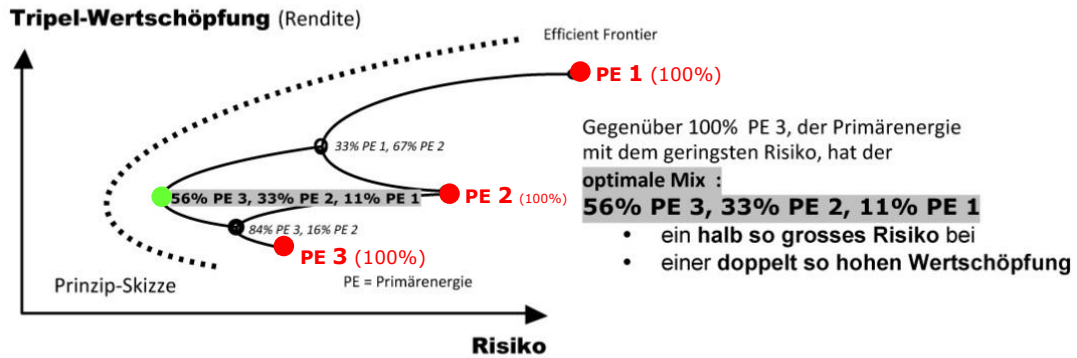 Tripel-Wertschöpfung (Rendite)
Efficient Frontier
PE 1 (100%)
33% PE 1, 67% PE 2
56% PE 3, 33% PE 2, 11% PE 1
PE 2 (100%)
84% PE 3, 16% PE 2
PE 3 (100%)
PE = Primärenergie
Prinzip-Skizze
Risiko
Gegenüber 100% PE 3, der Primärenergie
mit dem geringsten Risiko, hat der
optimale Mix :
56% PE 3, 33% PE 2, 11% PE 1
• ein halb so grosses Risiko bei
• einer doppelt so hohen Wertschöpfung